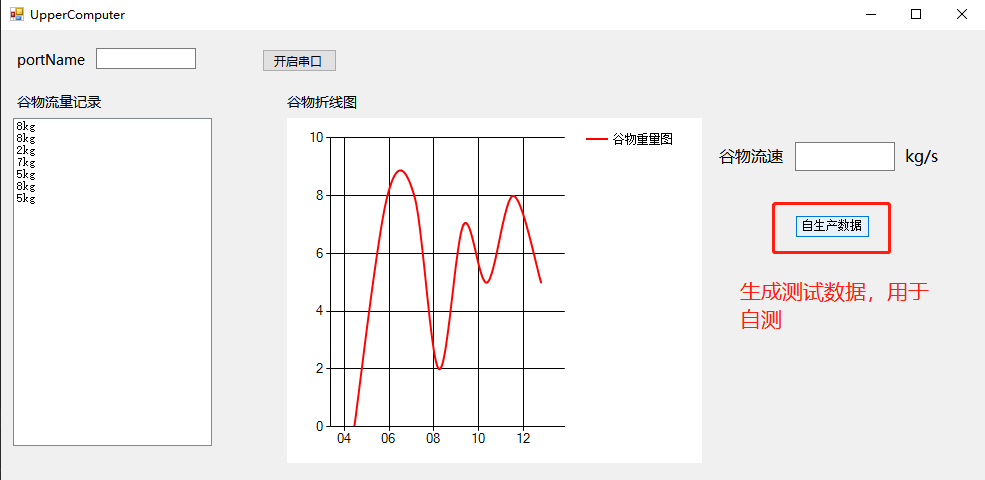 UpperComputer
portName
开启串口
谷物流量记录
谷物折线图
8kg
8kg
2kg
7kg
5kg
8kg
5kg
10
8
6
4
2
0
04 06 08 10 12
谷物重量图
谷物流速 kg/s
自生产数据
生成测试数据，用于
自测